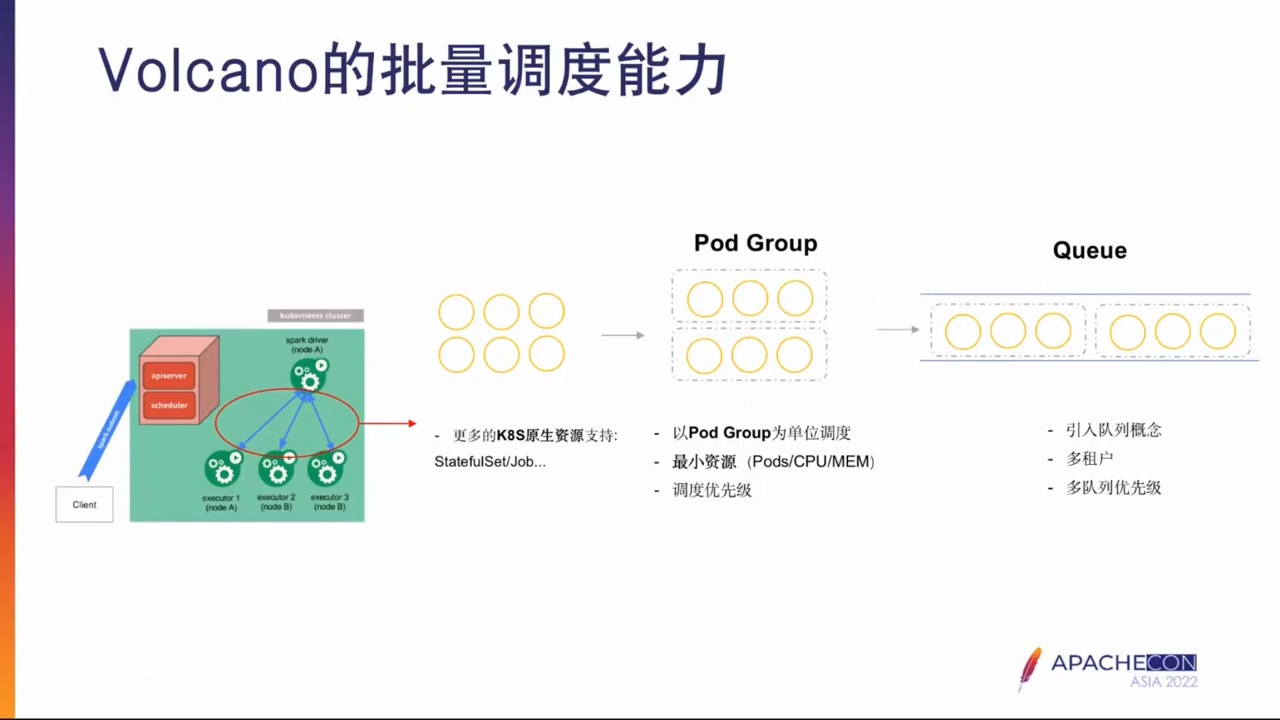 Volcano的批量调度能力
kubernetes cluster
spark driver
(node A)
apiserver
scheduler
spark-submit
Client
executor 1
(node A)
executor 2
(node B)
executor 3
(node B)
- 更多的K8S原生资源支持:
StatefulSet/Job...
Pod Group
- 以Pod Group为单位调度
- 最小资源（Pods/CPU/MEM）
- 调度优先级
Queue
- 引入队列概念
- 多租户
- 多队列优先级
APACHECON
ASIA 2022